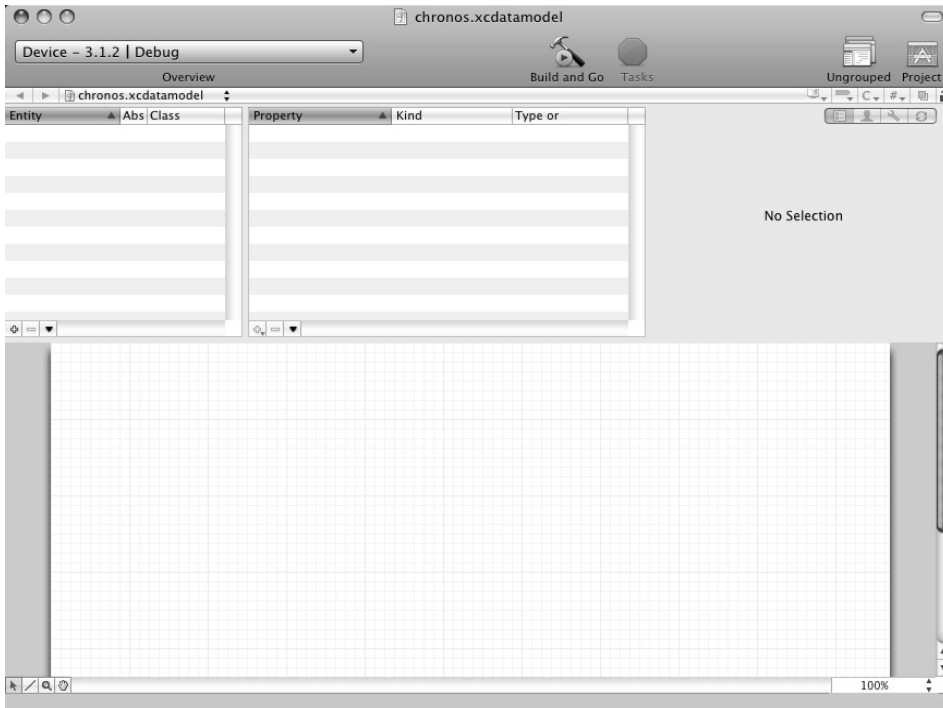 chronos.xcdatamodel
Device – 3.1.2 | Debug
Overview Build and Go Tasks Ungrouped Project
chronos.xcdatamodel C #
Entity Abs Class Property Kind Type or
No Selection
100%